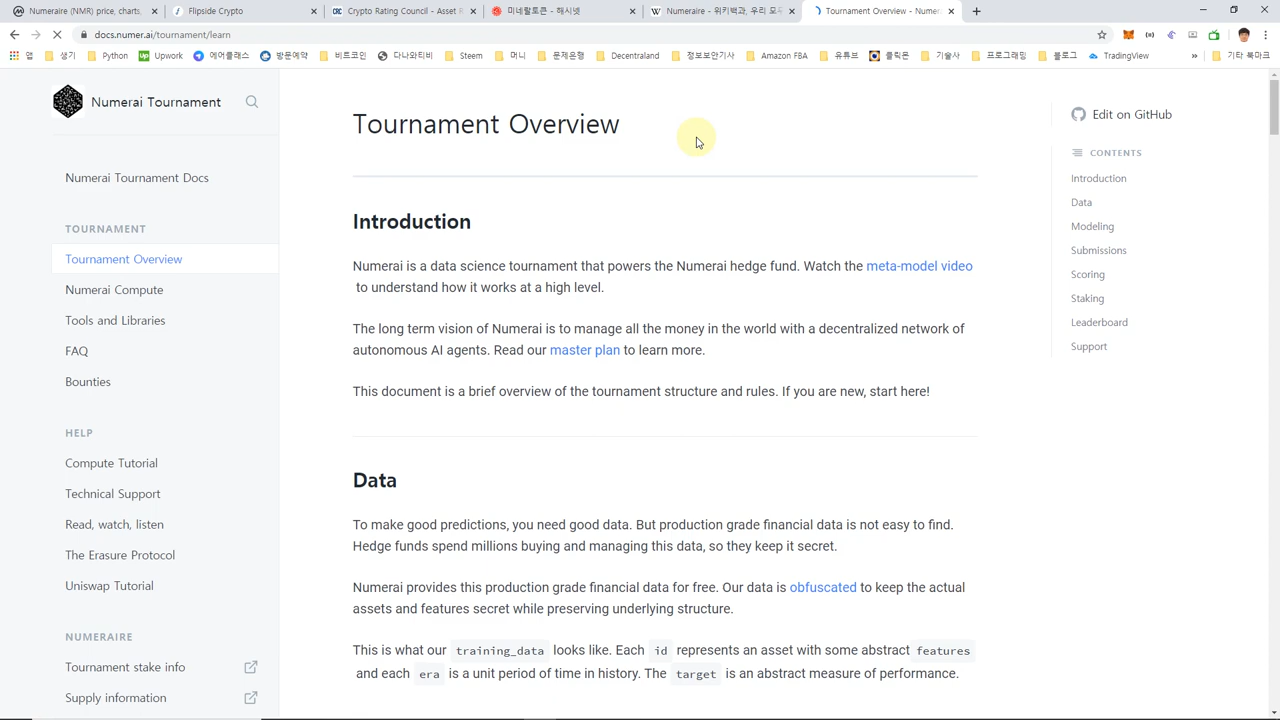 Numeraire (NMR) price, charts,
Flipside Crypto
Crypto Rating Council - Asset R
미네랄토큰 - 해시넷
Numeraire - 위키백과, 우리 모두
Tournament Overview - Numer
docs.numer.ai/tournament/learn
앱
생기
Python
Upwork
에어클래스
방문예약
비트코인
다나와티비
Steem
머니
문제은행
Decentraland
정보보안기사
Amazon FBA
유튜브
클릭몬
기술사
프로그래밍
블로그
TradingView
»
기타 북마크
Numerai Tournament
Numerai Tournament Docs
TOURNAMENT
Tournament Overview
Numerai Compute
Tools and Libraries
FAQ
Bounties
HELP
Compute Tutorial
Technical Support
Read, watch, listen
The Erasure Protocol
Uniswap Tutorial
NUMERAIRE
Tournament stake info
Supply information
Tournament Overview
Introduction
Numerai is a data science tournament that powers the Numerai hedge fund. Watch the meta-model video
to understand how it works at a high level.
The long term vision of Numerai is to manage all the money in the world with a decentralized network of
autonomous AI agents. Read our master plan to learn more.
This document is a brief overview of the tournament structure and rules. If you are new, start here!
Data
To make good predictions, you need good data. But production grade financial data is not easy to find.
Hedge funds spend millions buying and managing this data, so they keep it secret.
Numerai provides this production grade financial data for free. Our data is obfuscated to keep the actual
assets and features secret while preserving underlying structure.
This is what our training_data looks like. Each id represents an asset with some abstract features
and each era is a unit period of time in history. The target is an abstract measure of performance.
Edit on GitHub
CONTENTS
Introduction
Data
Modeling
Submissions
Scoring
Staking
Leaderboard
Support